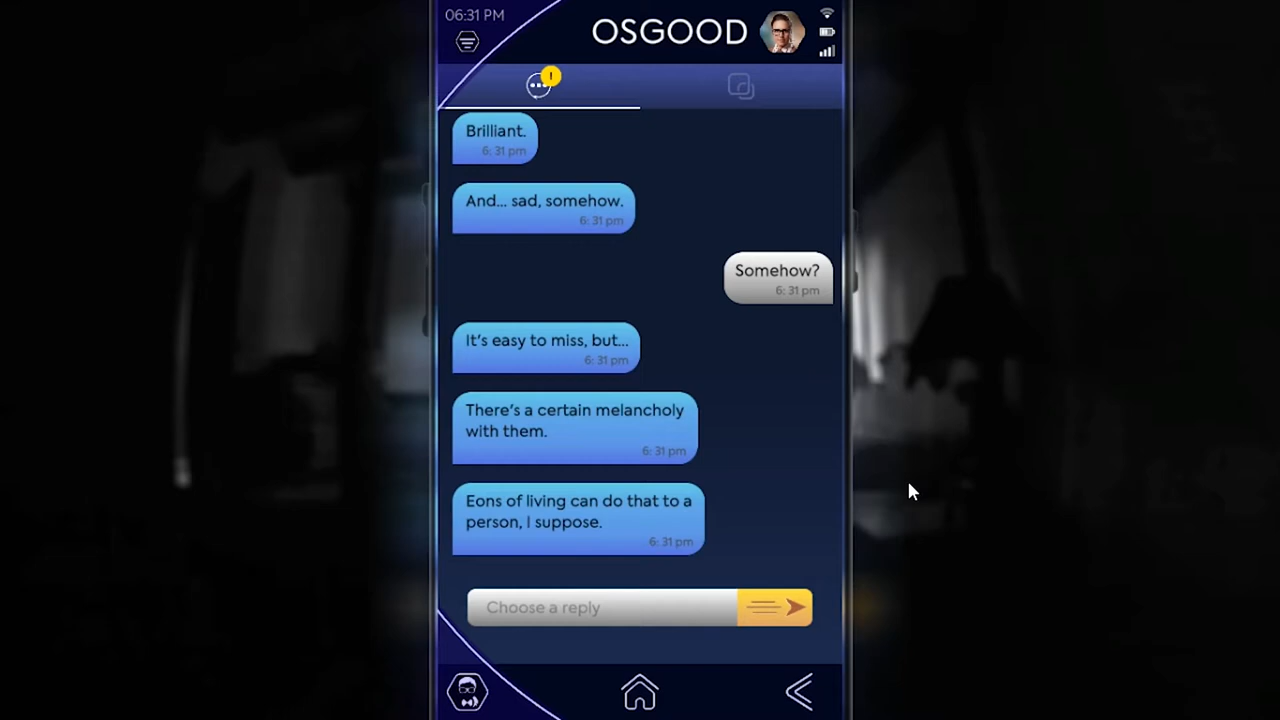 06:31 PM
OSGOOD
!
Brilliant.
6:31 pm
And... sad, somehow.
6:31 pm
Somehow?
6:31 pm
It's easy to miss, but...
6:31 pm
There's a certain melancholy
with them.
6:31 pm
Eons of living can do that to a
person, I suppose.
6:31 pm
Choose a reply